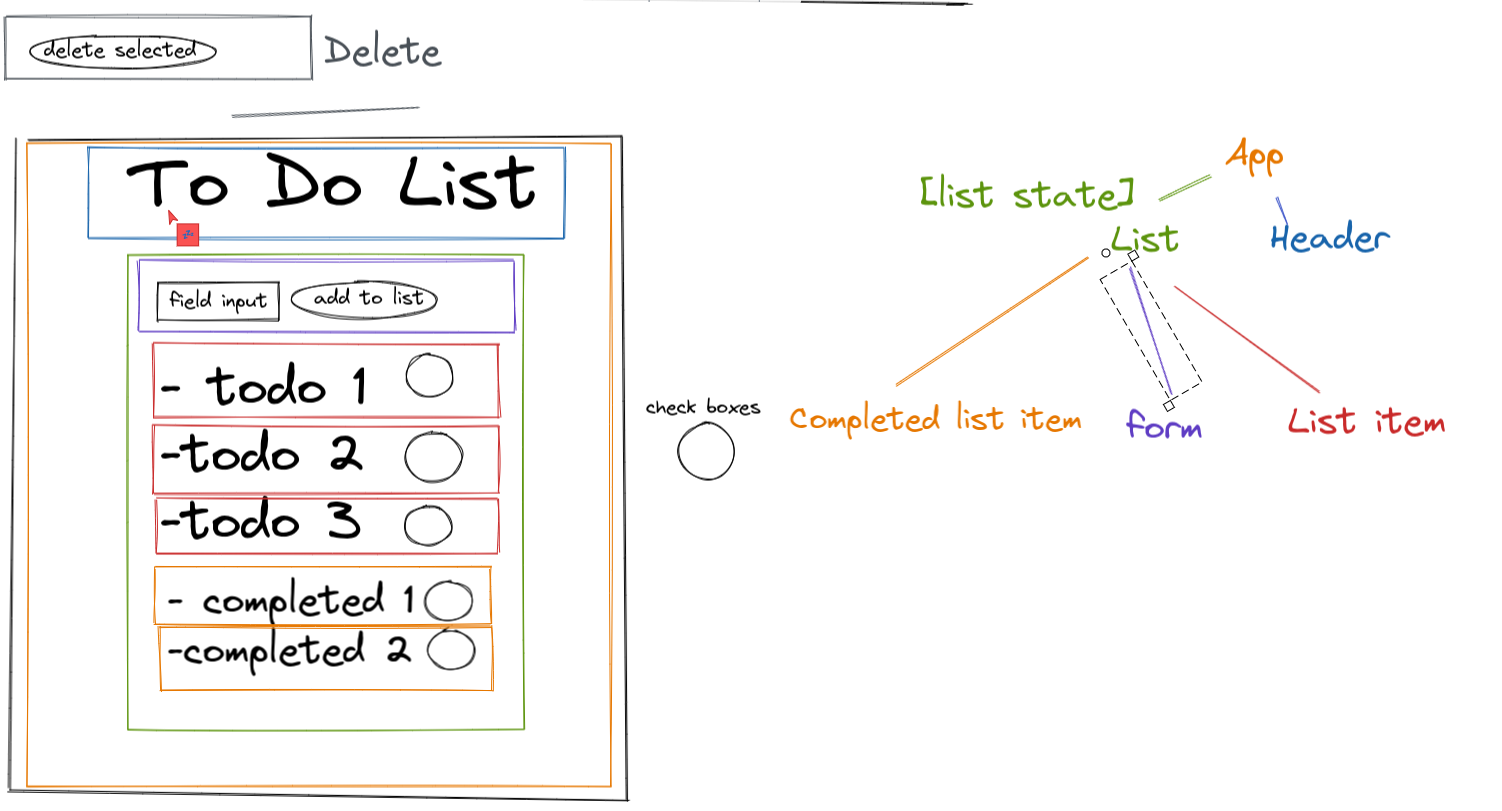 delete selected
Delete
To Do List
field input
add to list
- todo 1
-todo 2
-todo 3
- completed 1
-completed 2
check boxes
App
[list state]
List
Header
Completed list item
form
List item